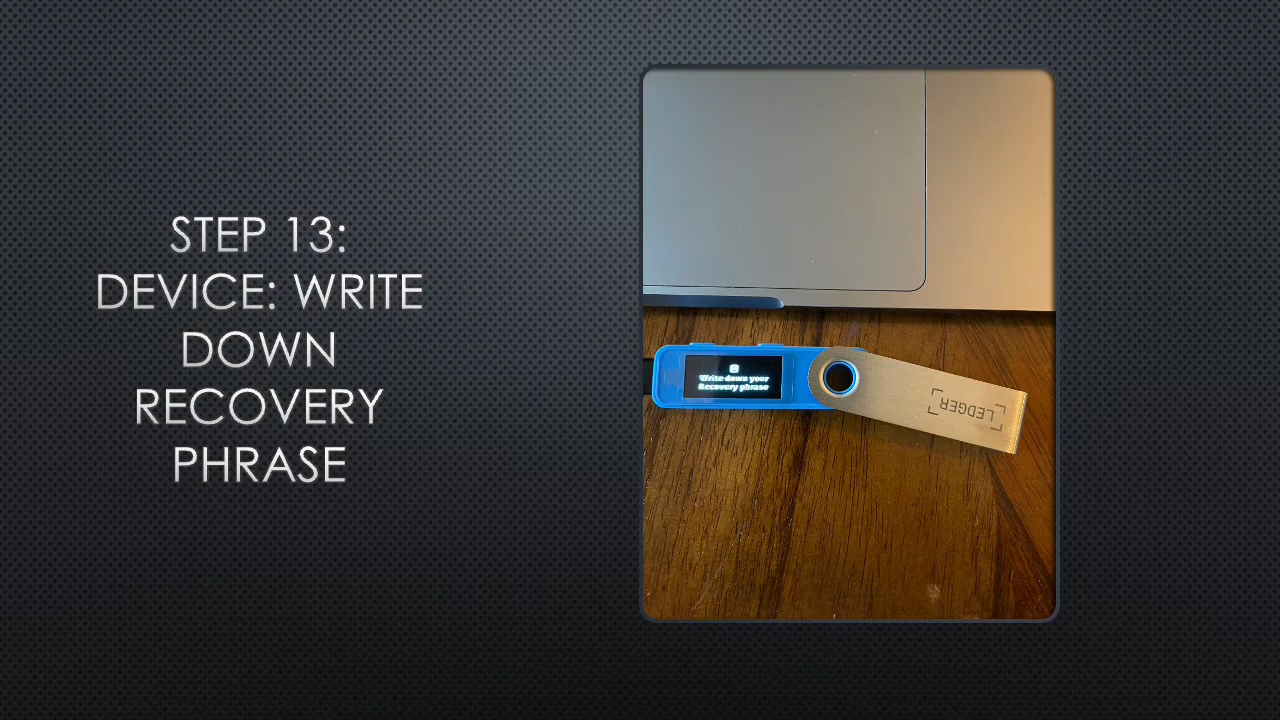 STEP 13:
DEVICE: WRITE
DOWN
RECOVERY
PHRASE
Write down your
Recovery phrase
LEDGER